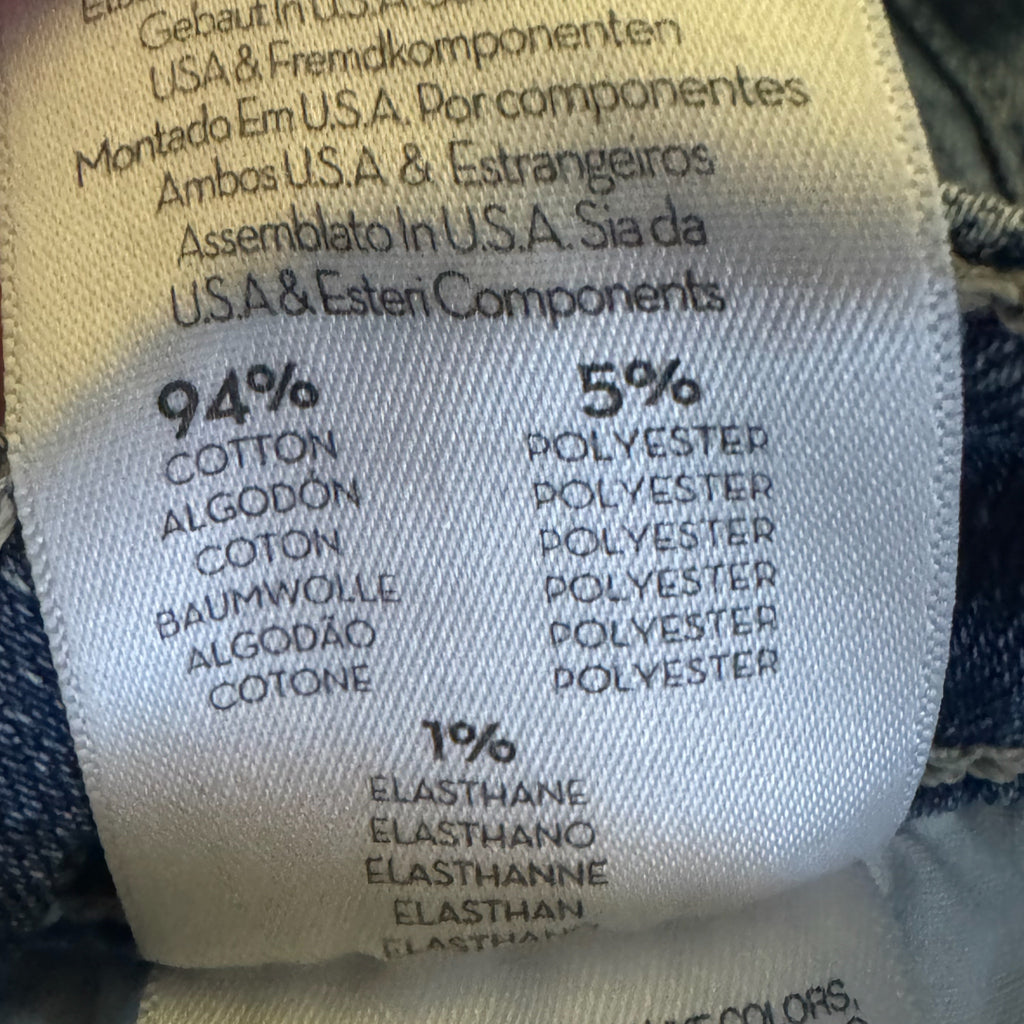 Gebaut In U.S.A.
USA & Fremdkomponenten
Montado Em U.S.A. Por componentes
Ambos U.S.A & Estrangeiros
Assemblato In U.S.A. Sia da
U.S.A & Esteri Components
94%
COTTON
ALGODÓN
COTON
BAUMWOLLE
ALGODÃO
COTONE
5%
POLYESTER
POLYESTER
POLYESTER
POLYESTER
POLYESTER
POLYESTER
1%
ELASTHANE
ELASTHANO
ELASTHANNE
ELASTHAN
COLORS,